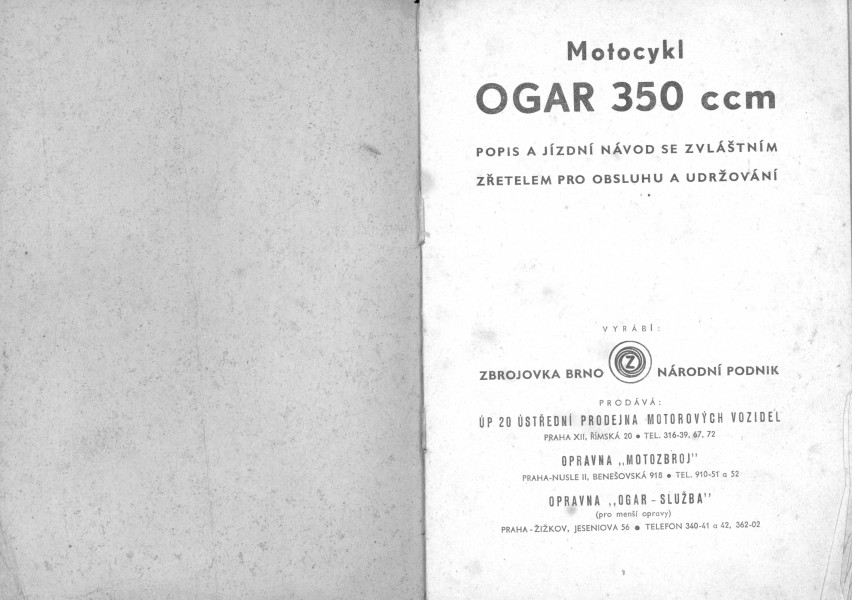 Motocykl
OGAR 350 ccm
POPIS A JÍZDNÍ NÁVOD SE ZVLÁŠTNÍM
ZŘETELEM PRO OBSLUHU A UDRŽOVÁNÍ
VYRÁBÍ:
ZBROJOVKA BRNO Z NÁRODNÍ PODNIK
PRODÁVÁ:
ÚP 20 ÚSTŘEDNÍ PRODEJNA MOTOROVÝCH VOZIDEL
PRAHA XII, ŘÍMSKÁ 20 ● TEL. 316-39, 67, 72
OPRAVNA ,,MOTOZBROJ"
PRAHA-NUSLE II, BENEŠOVSKÁ 918 ● TEL. 910-51 a 52
OPRAVNA ,,OGAR - SLUŽBA"
(pro menší opravy)
PRAHA - ŽIŽKOV, JESENIOVA 56 ● TELEFON 340-41 a 42, 362-02